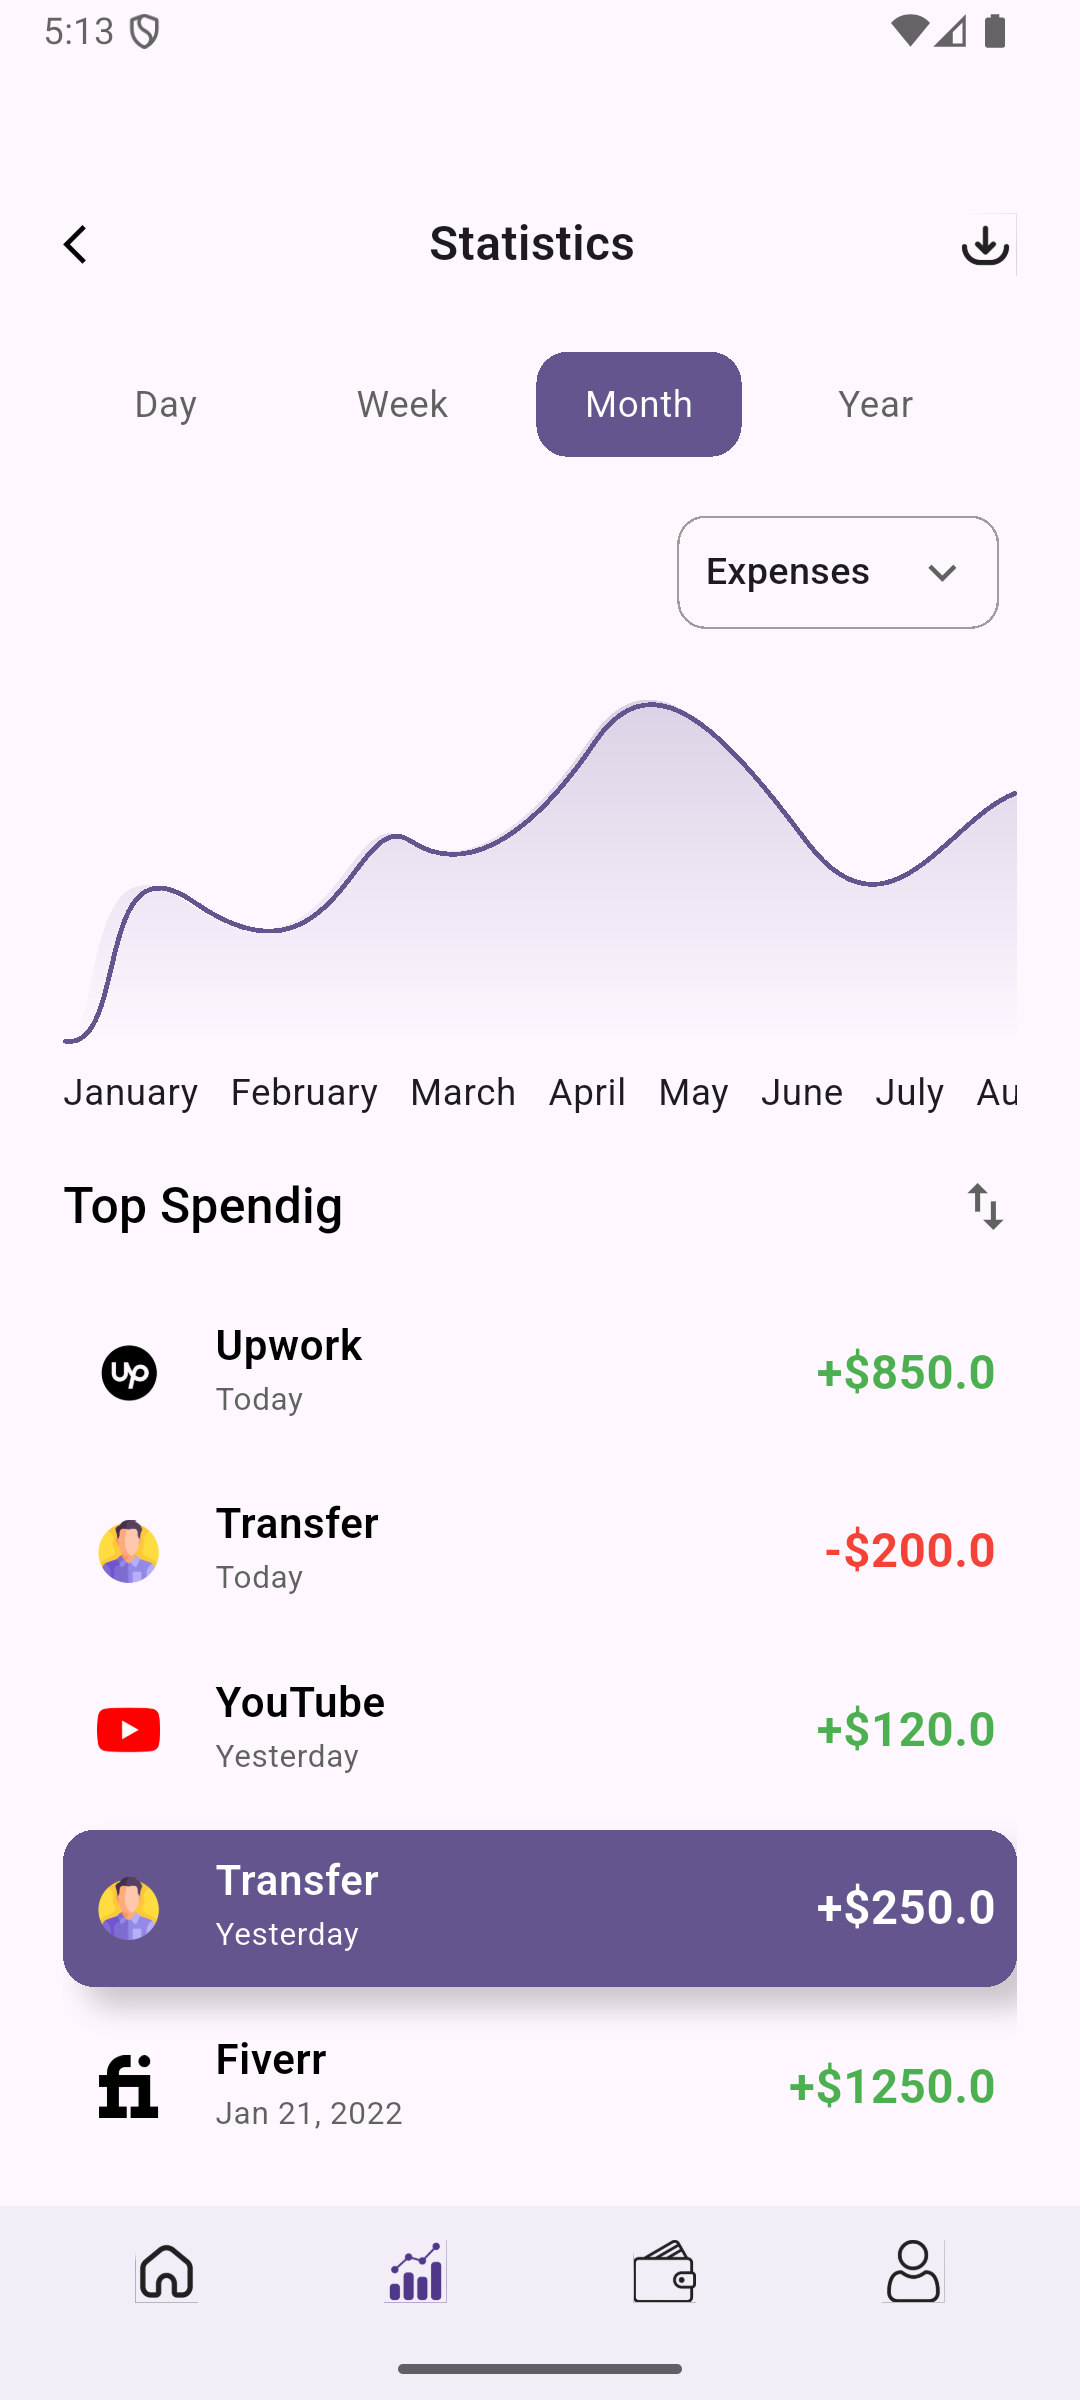 5:13
Statistics
Day Week Month Year
Expenses
January February March April May June July Au
Top Spendig
Upwork
Today
+$850.0
Transfer
Today
-$200.0
YouTube
Yesterday
+$120.0
Transfer
Yesterday
+$250.0
Fiverr
Jan 21, 2022
+$1250.0